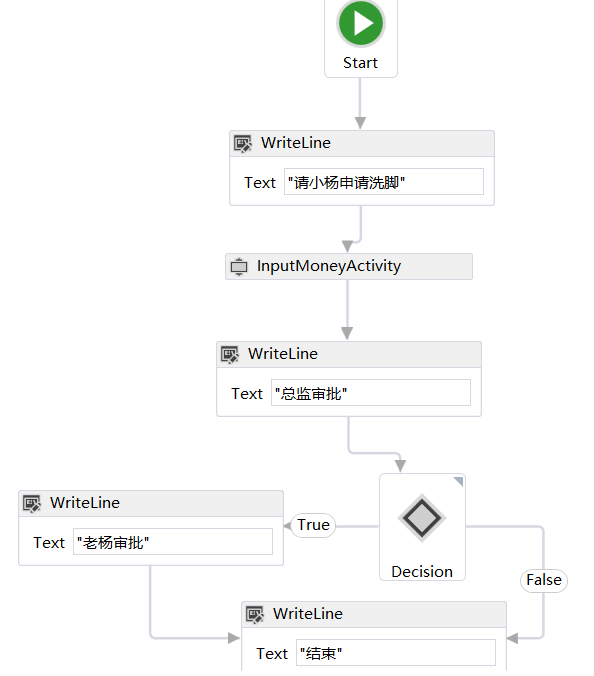 Start
WriteLine
Text "请小杨申请洗脚"
InputMoneyActivity
WriteLine
Text "总监审批"
WriteLine
Text "老杨审批"
True
Decision
False
WriteLine
Text "结束"